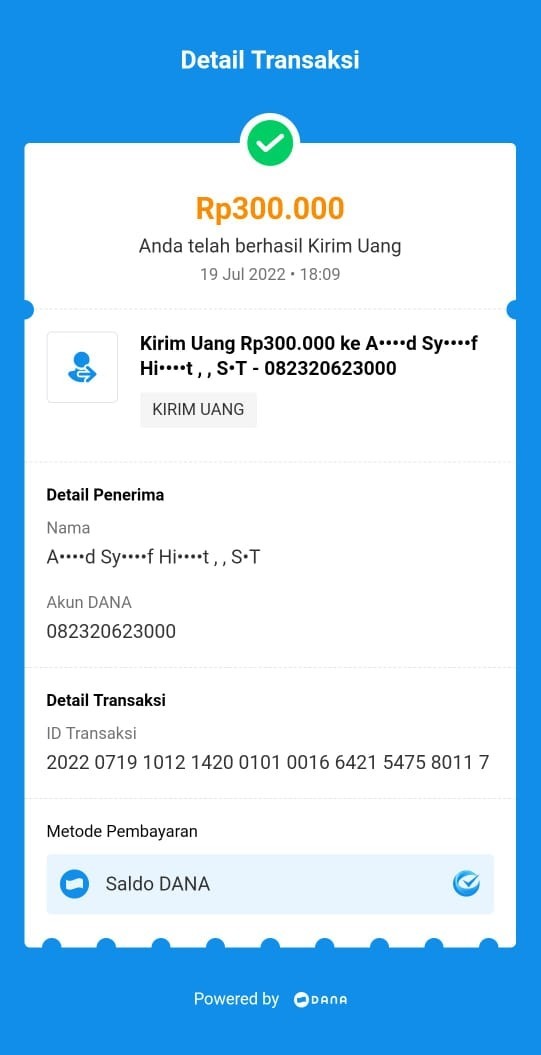 Detail Transaksi
Rp300.000
Anda telah berhasil Kirim Uang
19 Jul 2022 • 18:09
Kirim Uang Rp300.000 ke A••••d Sy••••f
Hi••••t , , S•T - 082320623000
KIRIM UANG
Detail Penerima
Nama
A••••d Sy••••f Hi••••t , , S•T
Akun DANA
082320623000
Detail Transaksi
ID Transaksi
2022 0719 1012 1420 0101 0016 6421 5475 8011 7
Metode Pembayaran
Saldo DANA
Powered by DANA